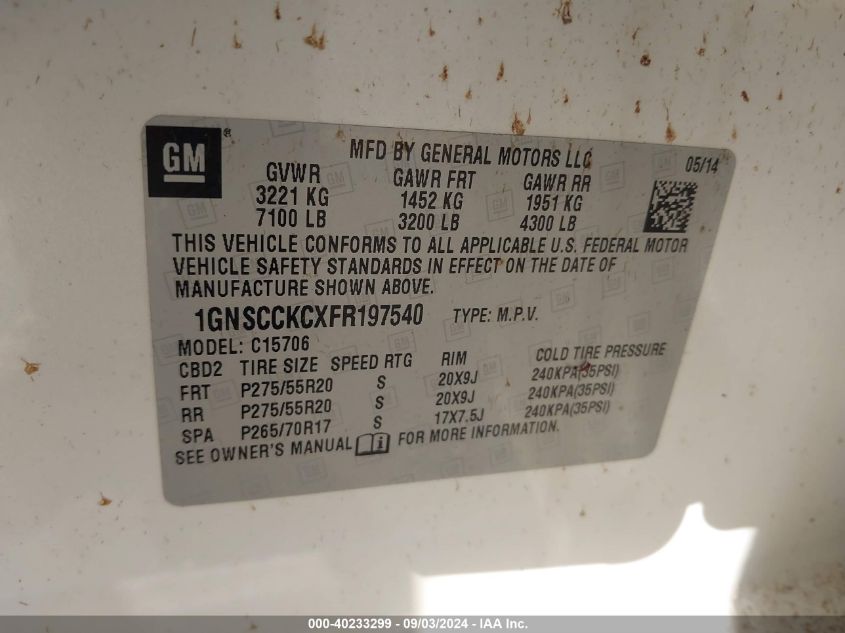 GM®
MFD BY GENERAL MOTORS LLC
05/14
GVWR GAWR FRT GAWR RR
3221 KG 1452 KG 1951 KG
7100 LB 3200 LB 4300 LB
THIS VEHICLE CONFORMS TO ALL APPLICABLE U.S. FEDERAL MOTOR
VEHICLE SAFETY STANDARDS IN EFFECT ON THE DATE OF
MANUFACTURE SHOWN ABOVE.
1GNSCCKCXFR197540 TYPE: M.P.V.
MODEL: C15706
CBD2 TIRE SIZE SPEED RTG RIM COLD TIRE PRESSURE
FRT P275/55R20 S 20X9J 240KPA(35PSI)
RR P275/55R20 S 20X9J 240KPA(35PSI)
SPA P265/70R17 S 17X7.5J 240KPA(35PSI)
SEE OWNER'S MANUAL FOR MORE INFORMATION.
000-40233299 - 09/03/2024 - IAA Inc.